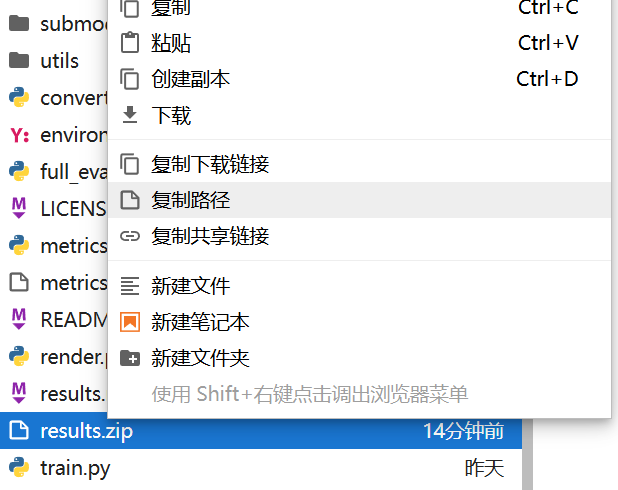 复制 Ctrl+C
submo
粘贴 Ctrl+V
utils
创建副本 Ctrl+D
convert
下载
environ
复制下载链接
full_eva
复制路径
LICENS
复制共享链接
metrics
新建文件
metrics
新建笔记本
READM
新建文件夹
render.p
使用 Shift+右键点击调出浏览器菜单
results.
results.zip 14分钟前
train.py 昨天